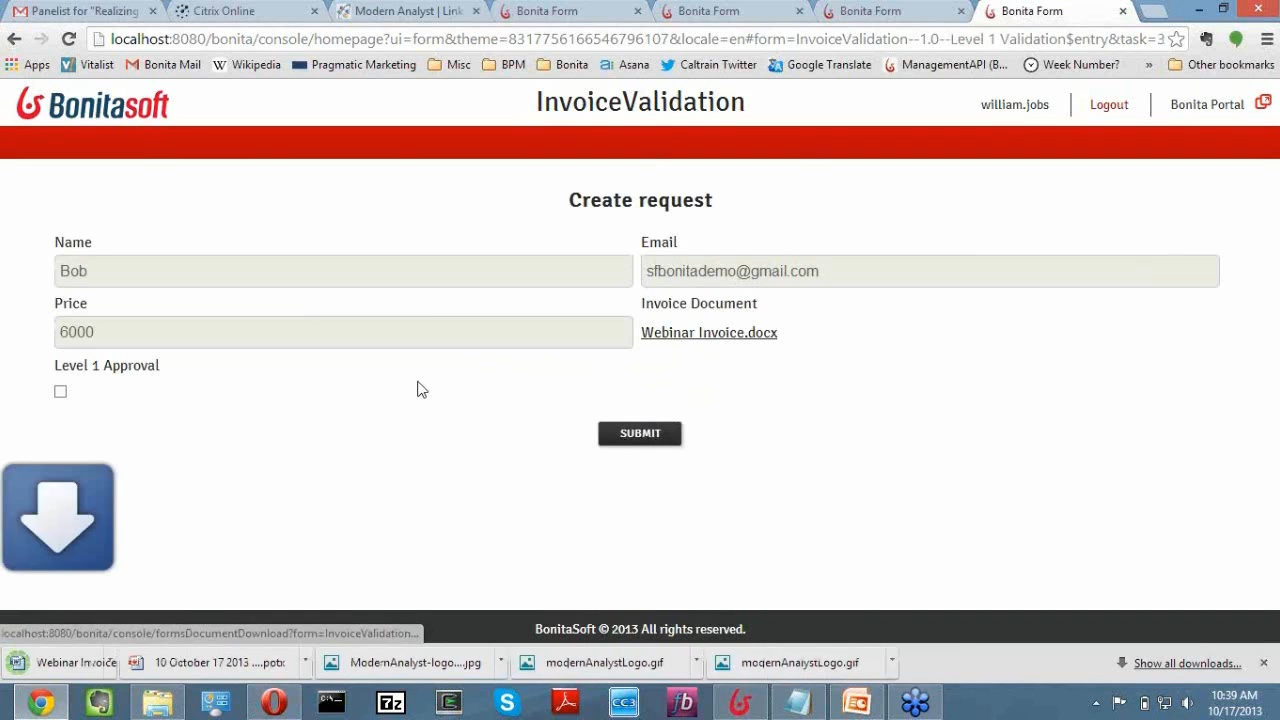 Panelist for "Realizing
Citrix Online
Modern Analyst | Link
Bonita Form
Bonita Form
Bonita Form
Bonita Form
localhost:8080/bonita/console/homepage?ui=form&theme=8317756166546796107&locale=en#form=InvoiceValidation--1.0--Level 1 Validation$entry&task=3
Apps
Vitalist
Bonita Mail
Wikipedia
Pragmatic Marketing
Misc
BPM
Bonita
Asana
Caltrain Twitter
Google Translate
ManagementAPI (B...
Week Number?
»
Other bookmarks
Bonitasoft
InvoiceValidation
william.jobs
Logout
Bonita Portal
Create request
Name
Email
Bob
sfbonitademo@gmail.com
Price
Invoice Document
6000
Webinar Invoice.docx
Level 1 Approval
SUBMIT
BonitaSoft © 2013 All rights reserved.
localhost:8080/bonita/console/formsDocumentDownload?form=InvoiceValidation...
Webinar Invoice
10 October 17 2013 ....pptx
ModernAnalyst-logo....jpg
modernAnalystLogo.gif
modernAnalystLogo.gif
Show all downloads...
7z
CC3
fb
10:39 AM
10/17/2013